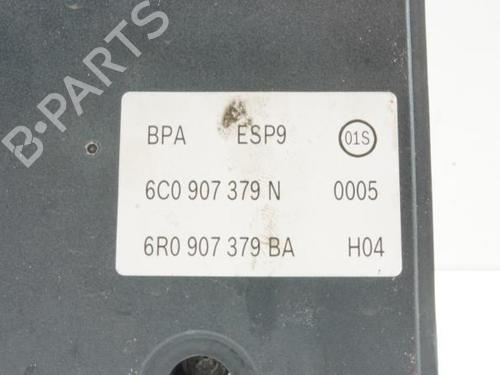 B-PARTS
BPA ESP9 01S
6C0 907 379 N 0005
6R0 907 379 BA H04